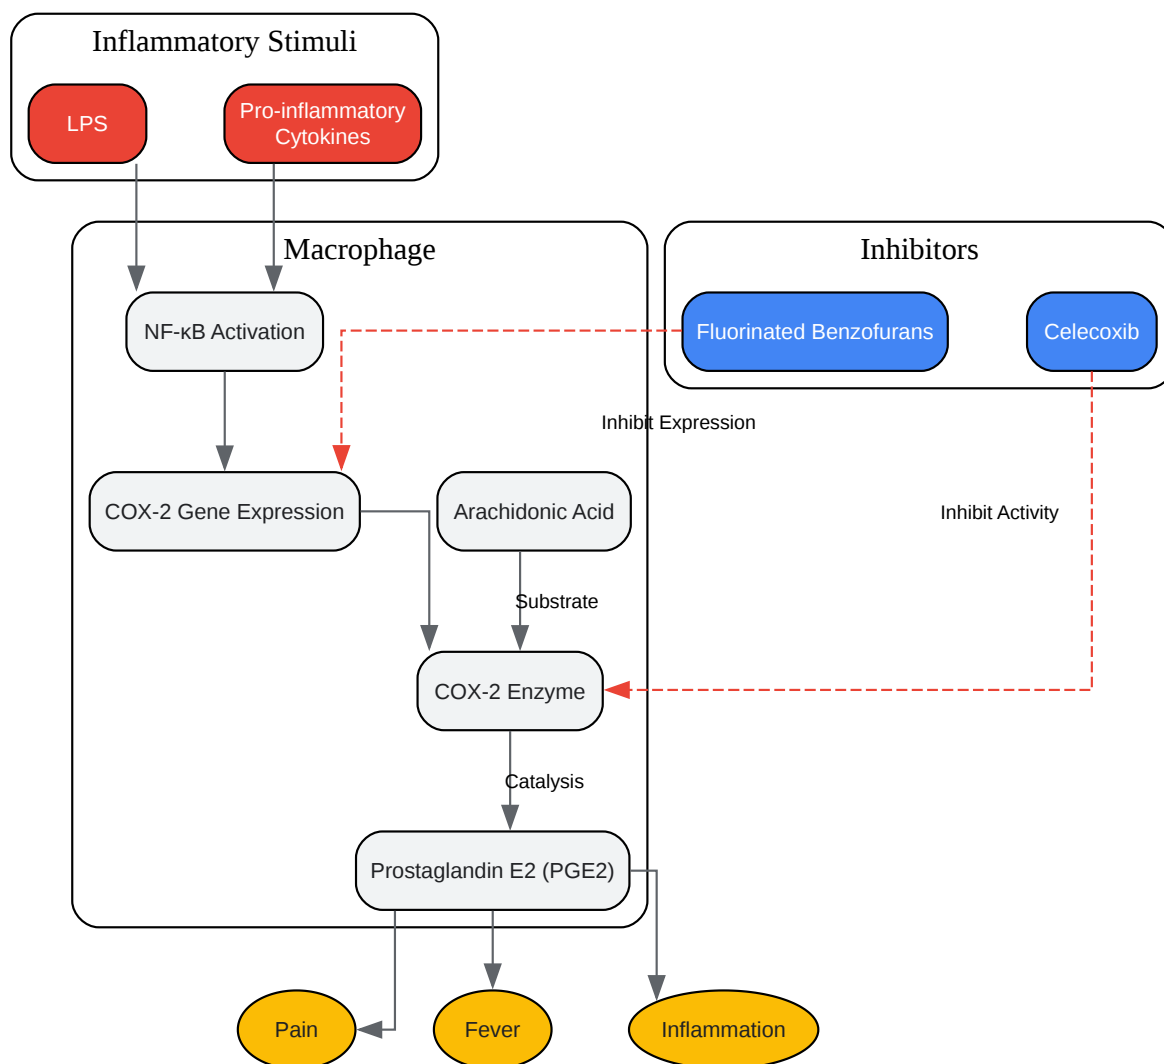 Inflammatory Stimuli
LPS
Pro-inflammatory
Cytokines
Macrophage
Inhibitors
NF-κB Activation
Fluorinated Benzofurans
Celecoxib
Inhibit Expression
COX-2 Gene Expression
Arachidonic Acid
Inhibit Activity
Substrate
COX-2 Enzyme
Catalysis
Prostaglandin E2 (PGE2)
Pain
Fever
Inflammation